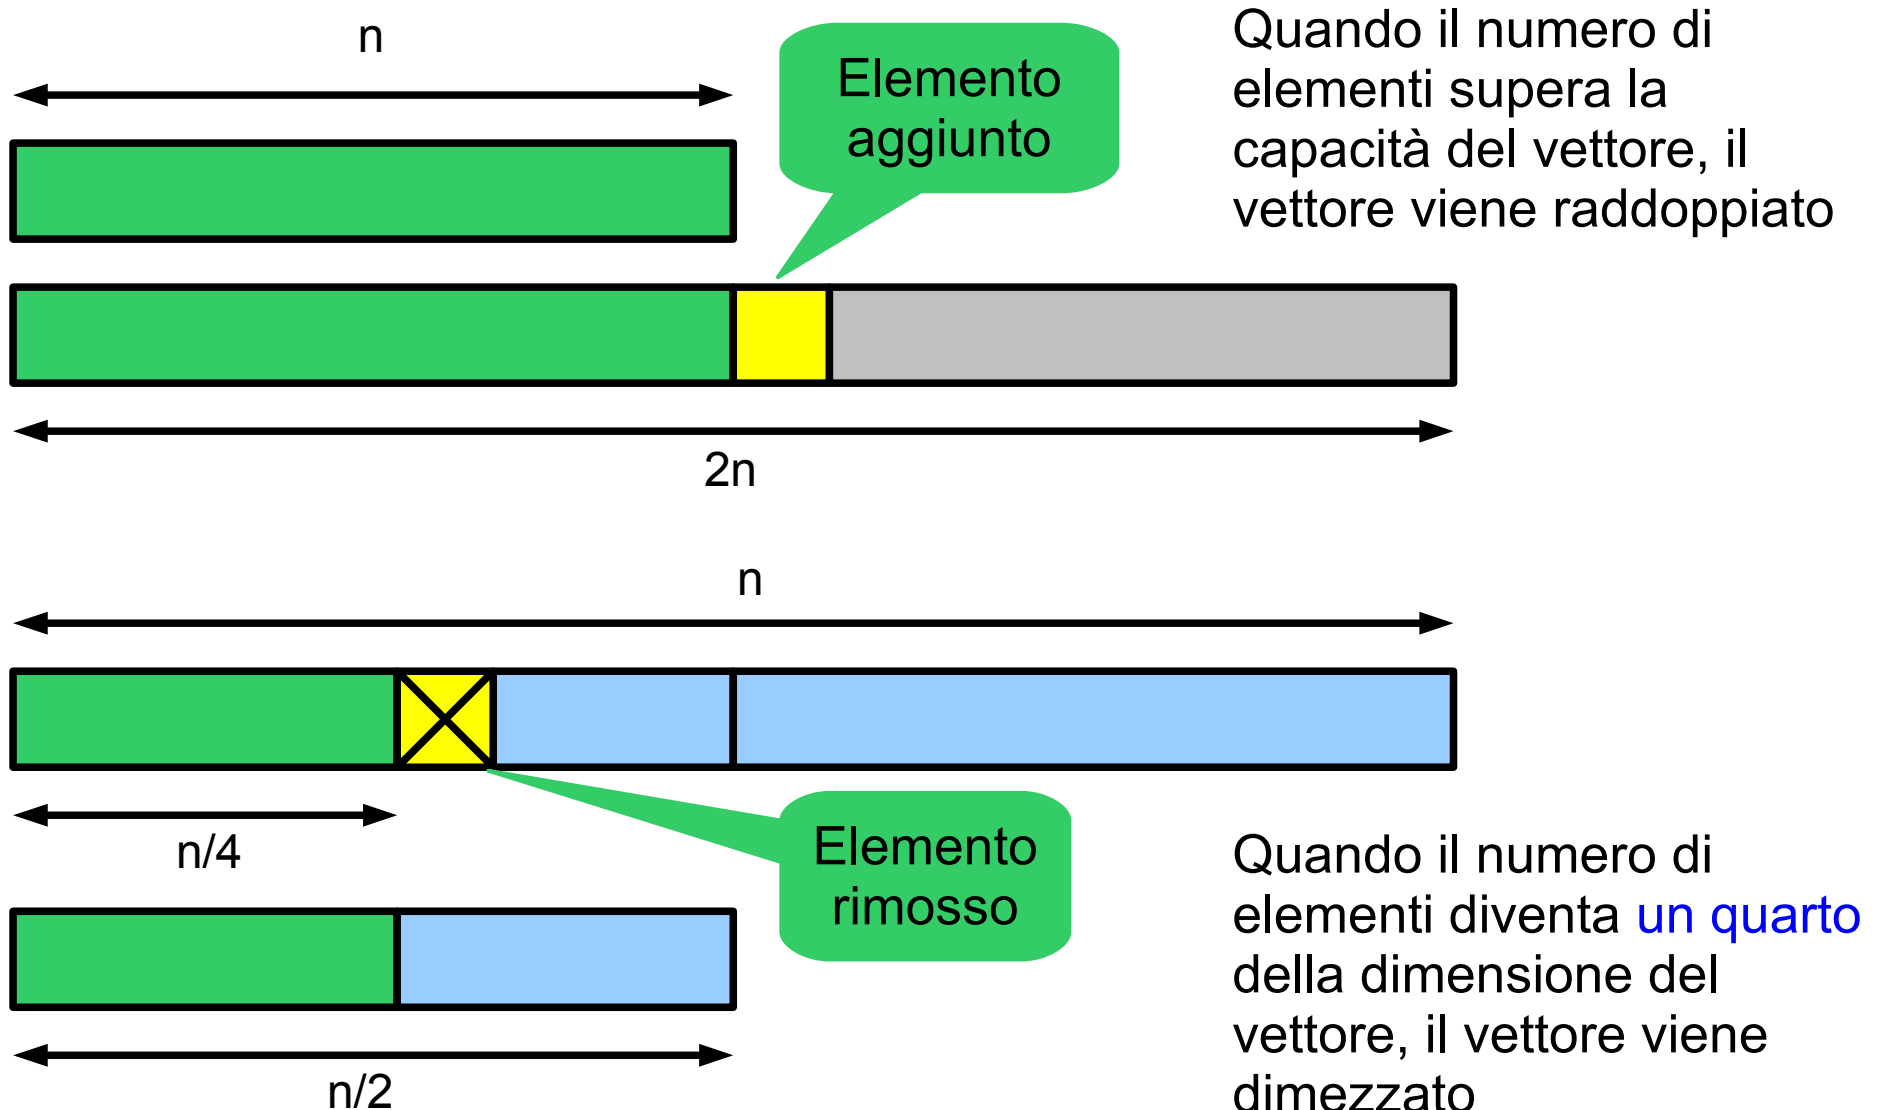 n
Elemento
aggiunto
Quando il numero di
elementi supera la
capacità del vettore, il
vettore viene raddoppiato
2n
n
n/4
Elemento
rimosso
n/2
Quando il numero di
elementi diventa un quarto
della dimensione del
vettore, il vettore viene
dimezzato